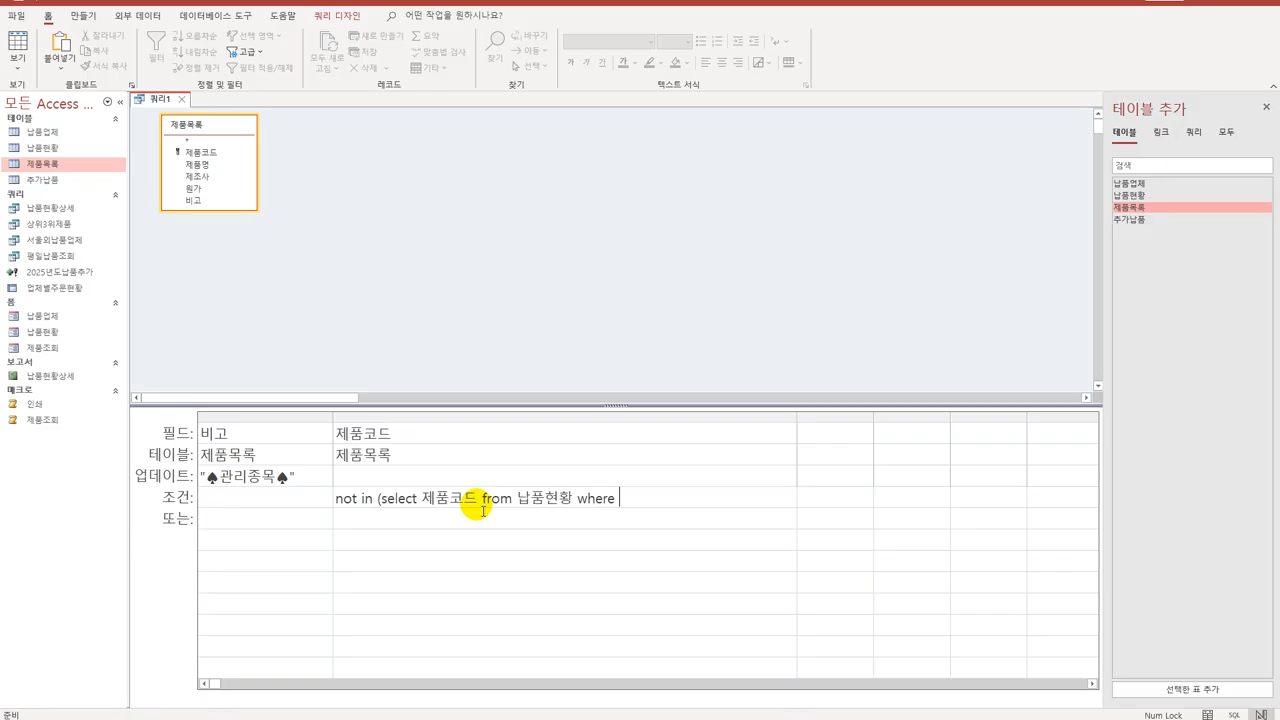 파일 홈 만들기 외부 데이터 데이터베이스 도구 도움말 쿼리 디자인 어떤 작업을 원하시나요?
보기
붙여넣기
잘라내기
복사
서식 복사
필터
오름차순
내림차순
정렬 제거
선택 영역
고급
필터 적용/해제
모두 새로 고침
새로 만들기
저장
삭제
요약
맞춤법 검사
기타
찾기
바꾸기
이동
선택
가 가 가
보기 클립보드 정렬 및 필터 레코드 찾기 텍스트 서식
모든 Access ...
테이블
납품업체
납품현황
제품목록
추가납품
쿼리
납품현황상세
상위3위제품
서울외납품업체
평일납품조회
2025년도납품추가
업체별주문현황
폼
납품업체
납품현황
제품조회
보고서
납품현황상세
매크로
인쇄
제품조회
쿼리1
제품목록
*
제품코드
제품명
제조사
원가
비고
필드: 비고 제품코드
테이블: 제품목록 제품목록
업데이트: "♠관리종목♠"
조건: not in (select 제품코드 from 납품현황 where
또는:
테이블 추가
테이블 링크 쿼리 모두
검색
납품업체
납품현황
제품목록
추가납품
선택한 표 추가
준비 Num Lock SQL